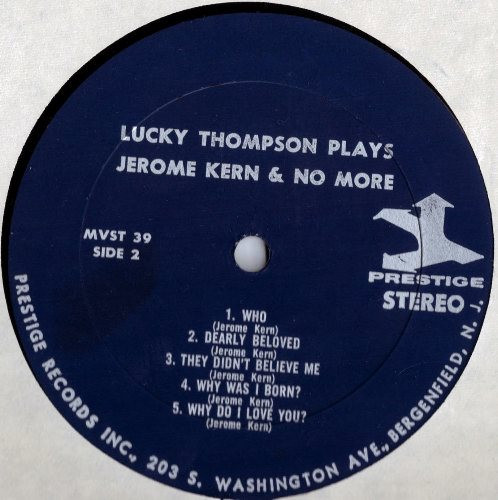 LUCKY THOMPSON PLAYS
JEROME KERN & NO MORE
MVST 39
SIDE 2
PRESTIGE
STEREO
1. WHO
(Jerome Kern)
2. DEARLY BELOVED
(Jerome Kern)
3. THEY DIDN'T BELIEVE ME
(Jerome Kern)
4. WHY WAS I BORN?
(Jerome Kern)
5. WHY DO I LOVE YOU?
(Jerome Kern)
PRESTIGE RECORDS INC., 203 S. WASHINGTON AVE., BERGENFIELD, N. J.